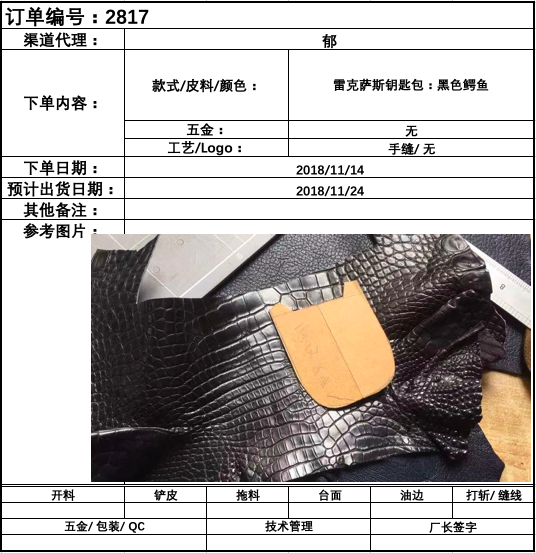 订单编号：2817
渠道代理： 郁
下单内容： 款式/皮料/颜色： 雷克萨斯钥匙包：黑色鳄鱼
五金： 无
工艺/Logo： 手缝/ 无
下单日期： 2018/11/14
预计出货日期： 2018/11/24
其他备注：
参考图片：
开料 铲皮 拖料 台面 油边 打斩/ 缝线
五金/ 包装/ QC 技术管理 厂长签字